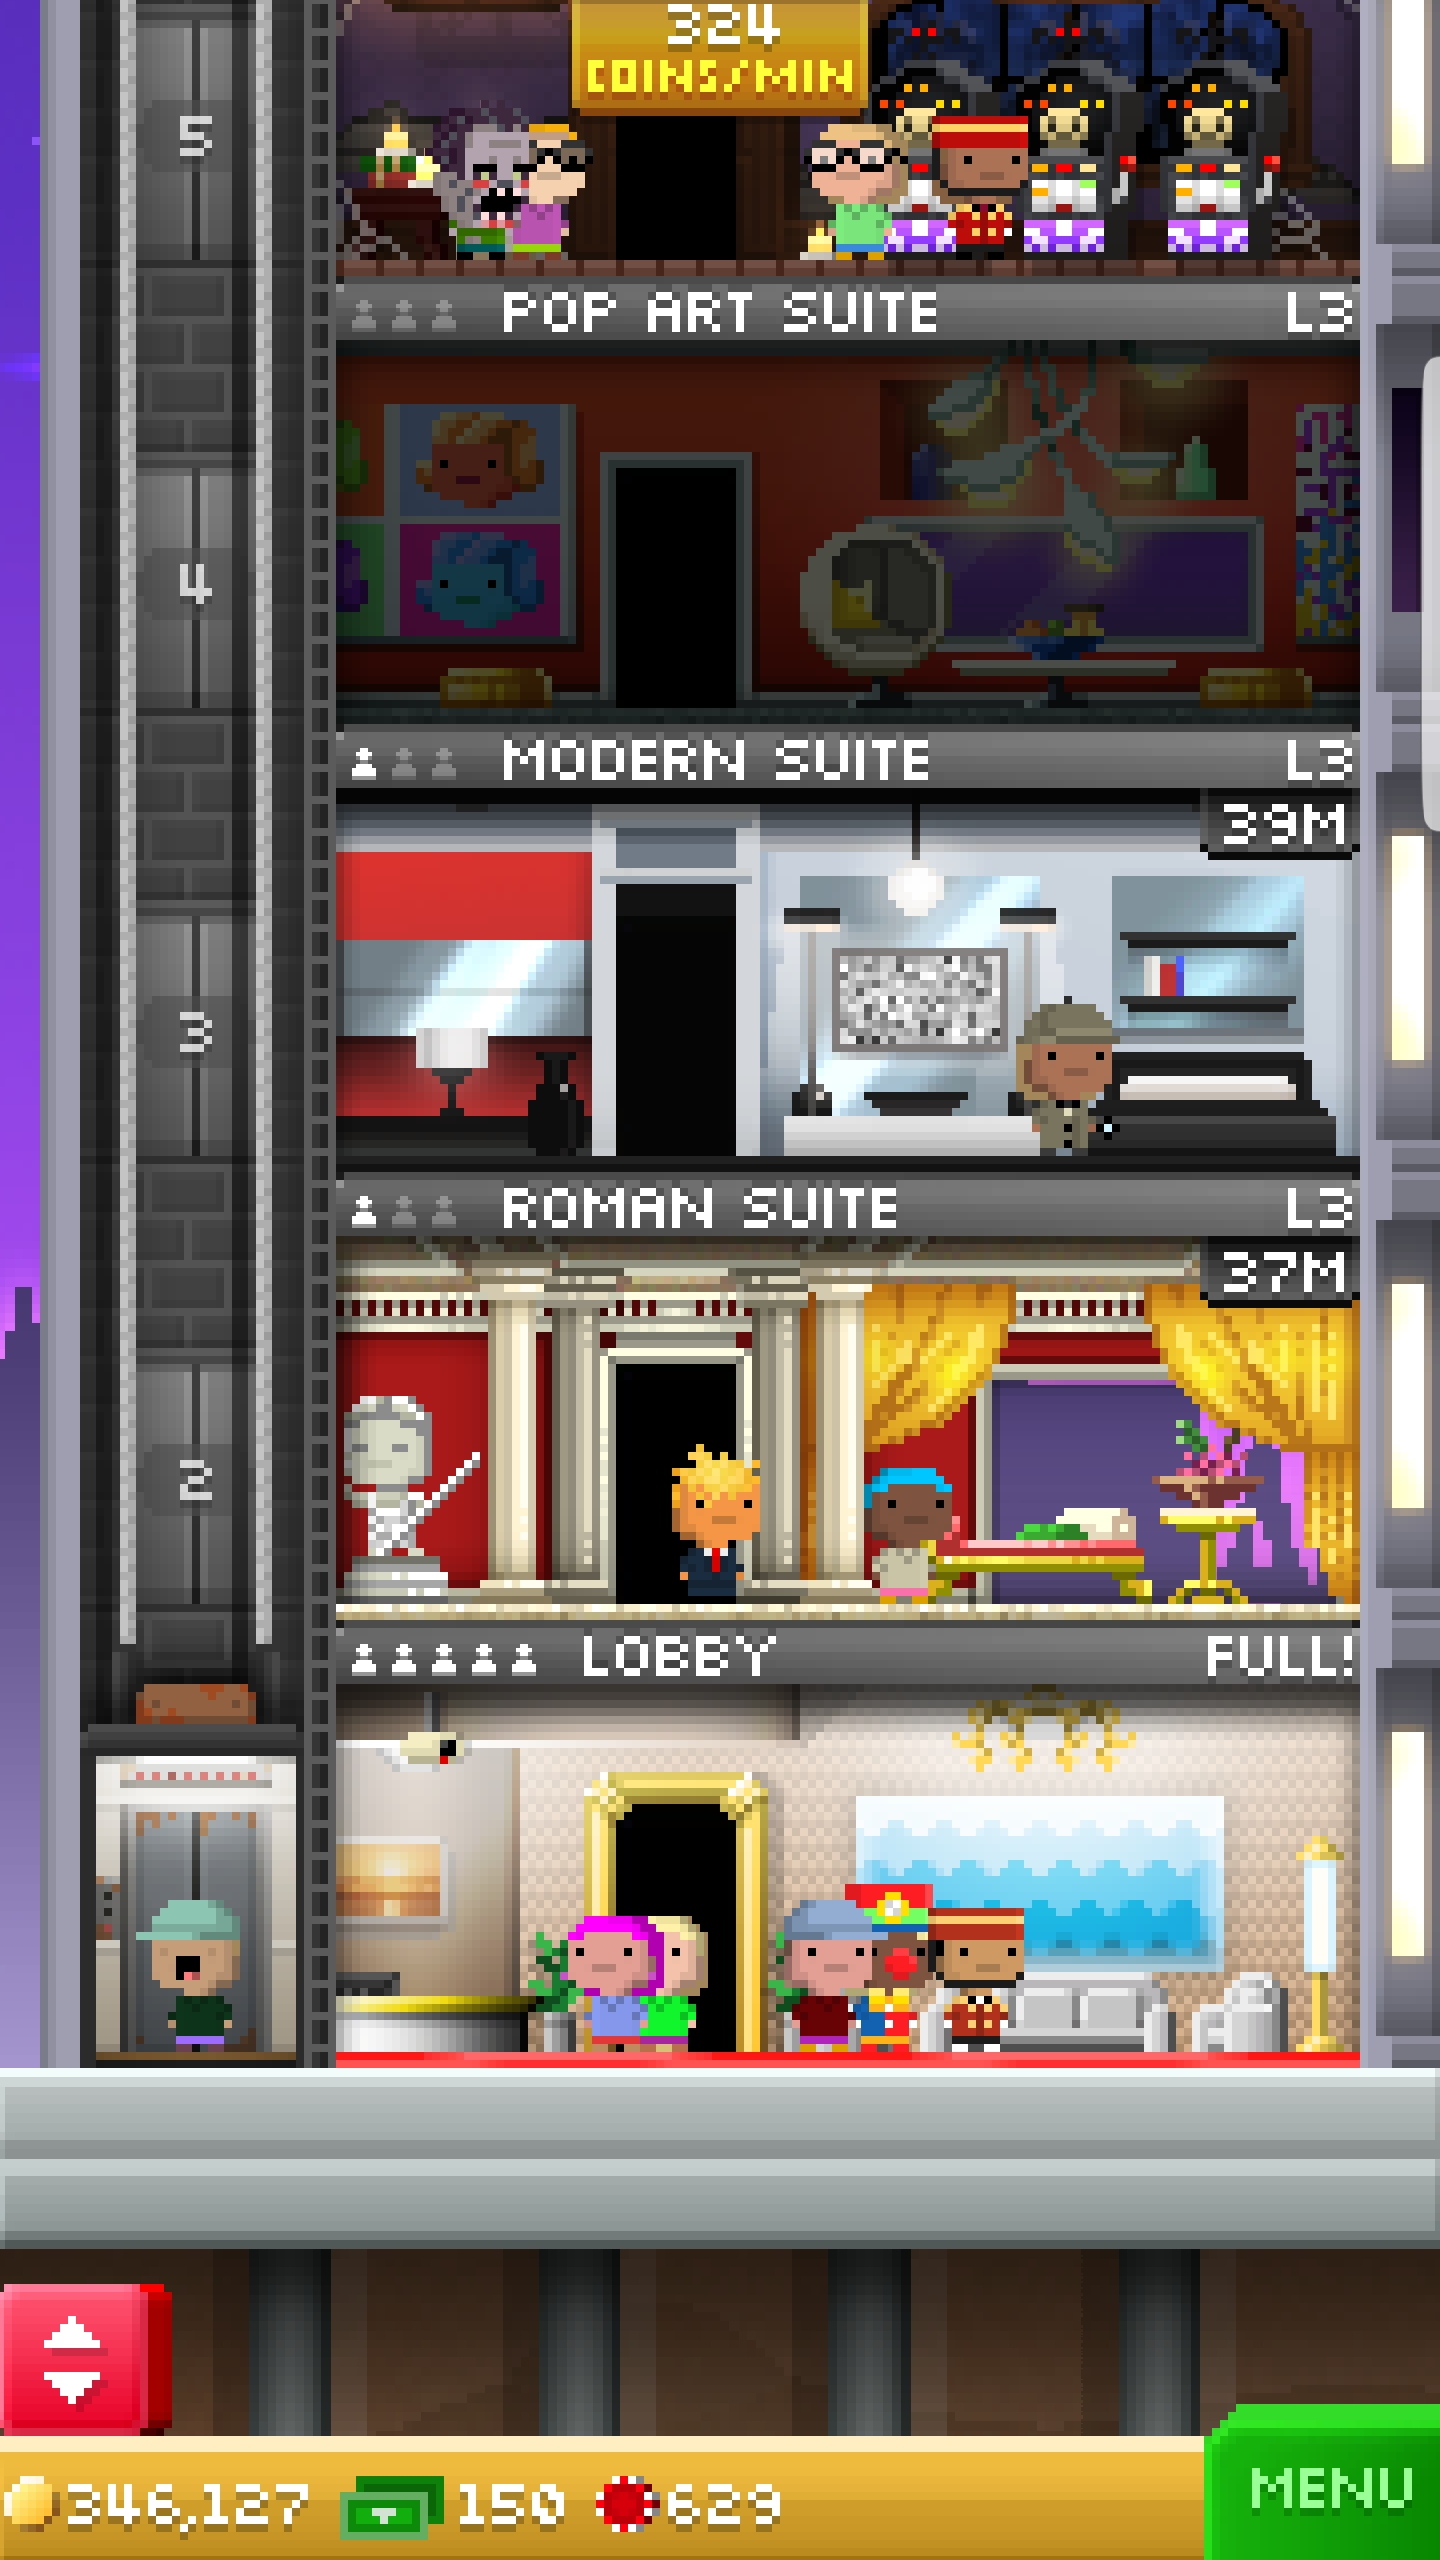 324
COINS/MIN
5
POP ART SUITE L3
4
MODERN SUITE L3
39M
3
ROMAN SUITE L3
37M
2
LOBBY FULL!
346,127 150 629
MENU